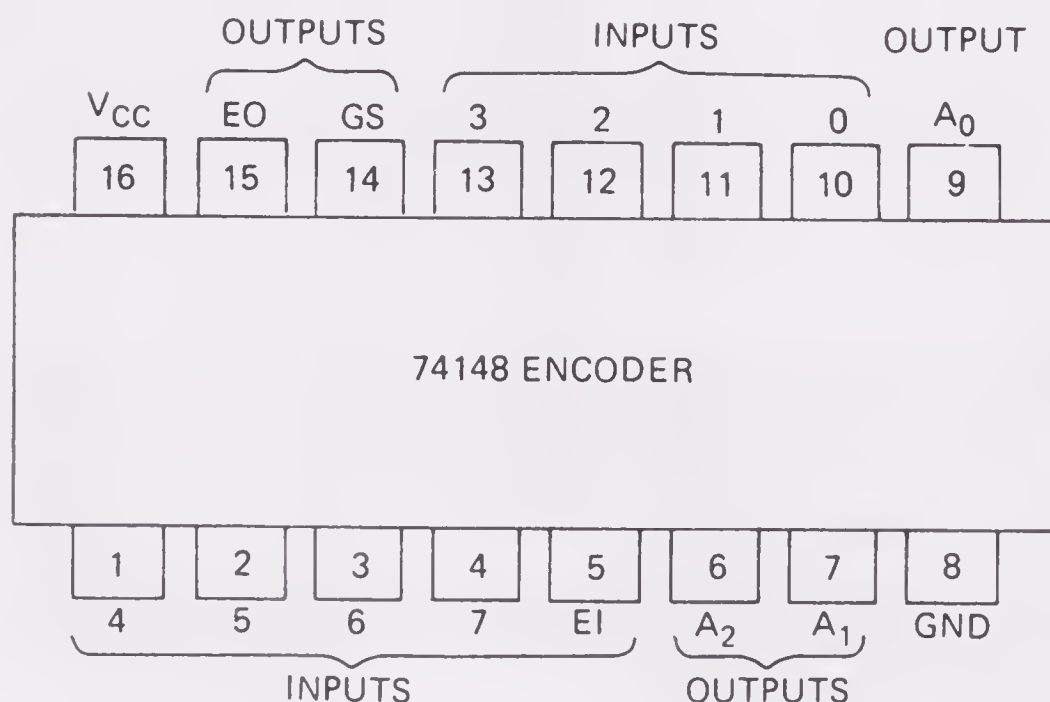 OUTPUTS INPUTS OUTPUT
VCC EO GS 3 2 1 0 A0
16 15 14 13 12 11 10 9
74148 ENCODER
1 2 3 4 5 6 7 8
4 5 6 7 EI A2 A1 GND
INPUTS OUTPUTS